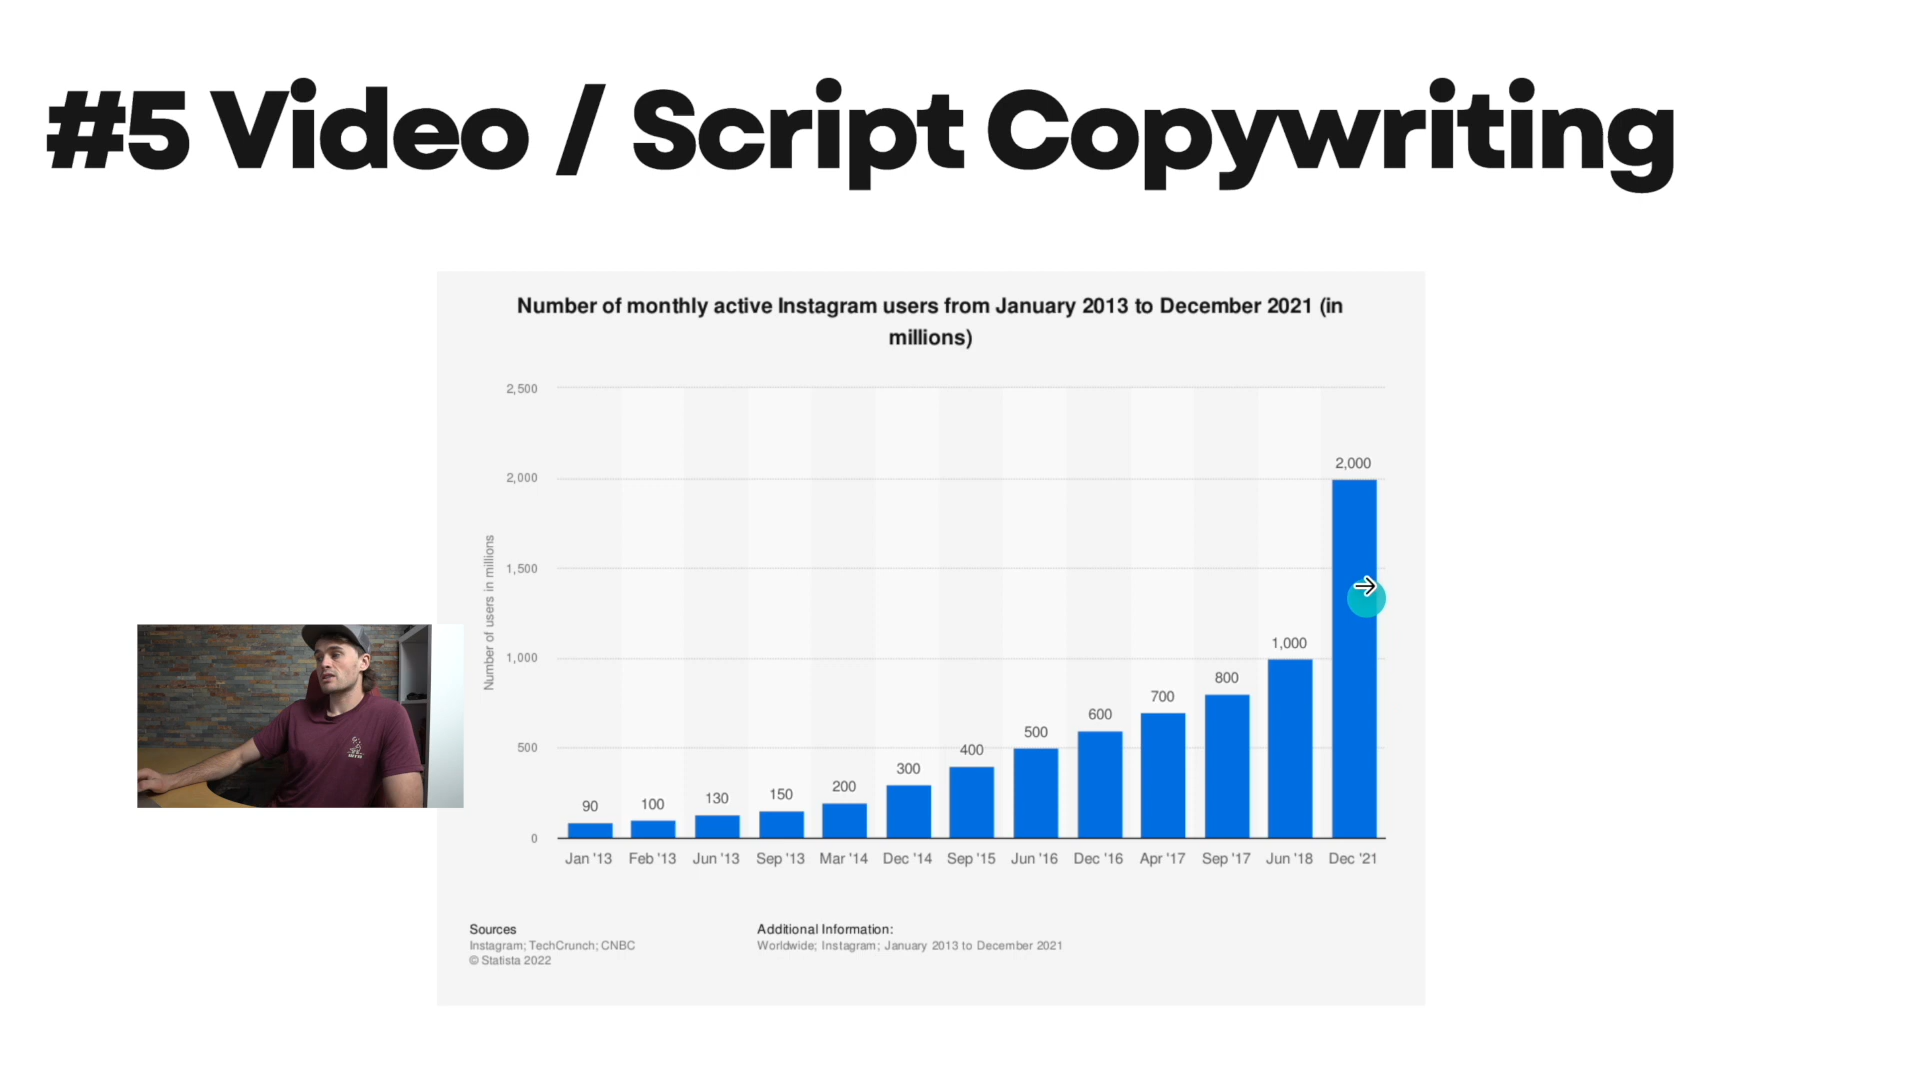 #5 Video / Script Copywriting
Number of monthly active Instagram users from January 2013 to December 2021 (in
millions)
Number of users in millions
2,500
2,000
1,500
1,000
500
0
90
100
130
150
200
300
400
500
600
700
800
1,000
2,000
Jan '13
Feb '13
Jun '13
Sep '13
Mar '14
Dec '14
Sep '15
Jun '16
Dec '16
Apr '17
Sep '17
Jun '18
Dec '21
Sources
Instagram; TechCrunch; CNBC
© Statista 2022
Additional Information:
Worldwide; Instagram; January 2013 to December 2021